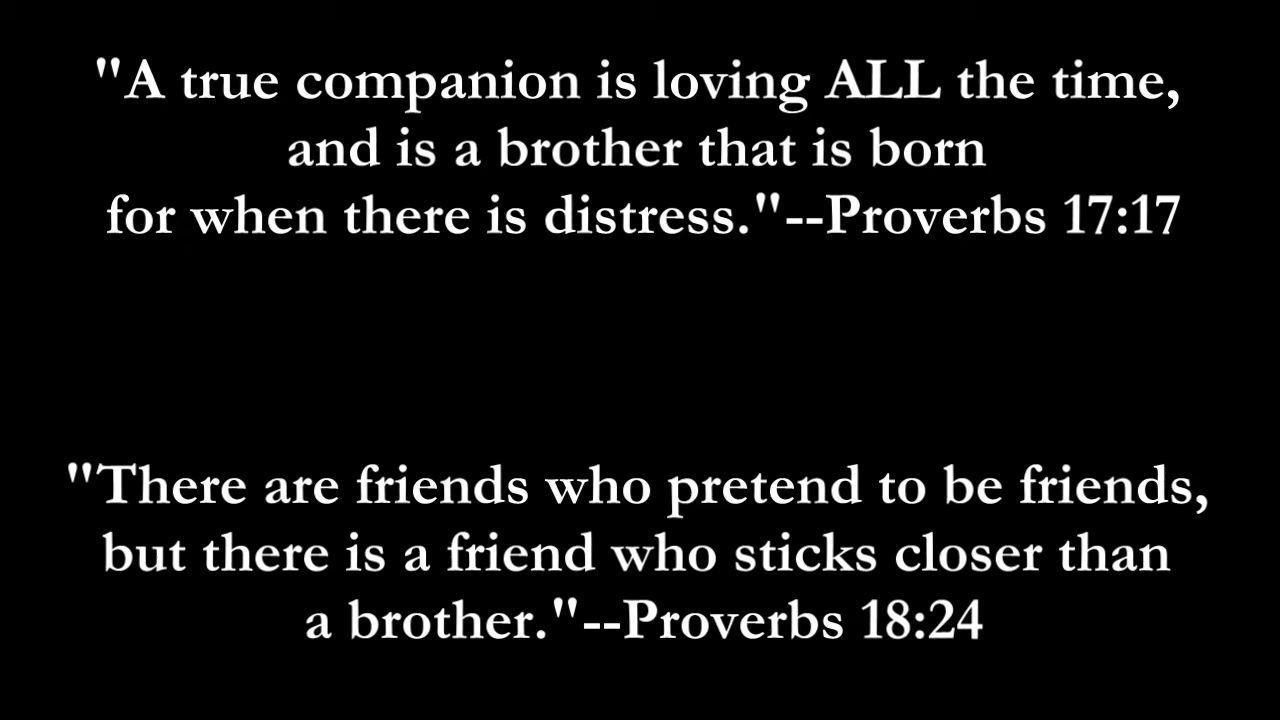 "A true companion is loving ALL the time,
and is a brother that is born
for when there is distress."--Proverbs 17:17
"There are friends who pretend to be friends,
but there is a friend who sticks closer than
a brother."--Proverbs 18:24